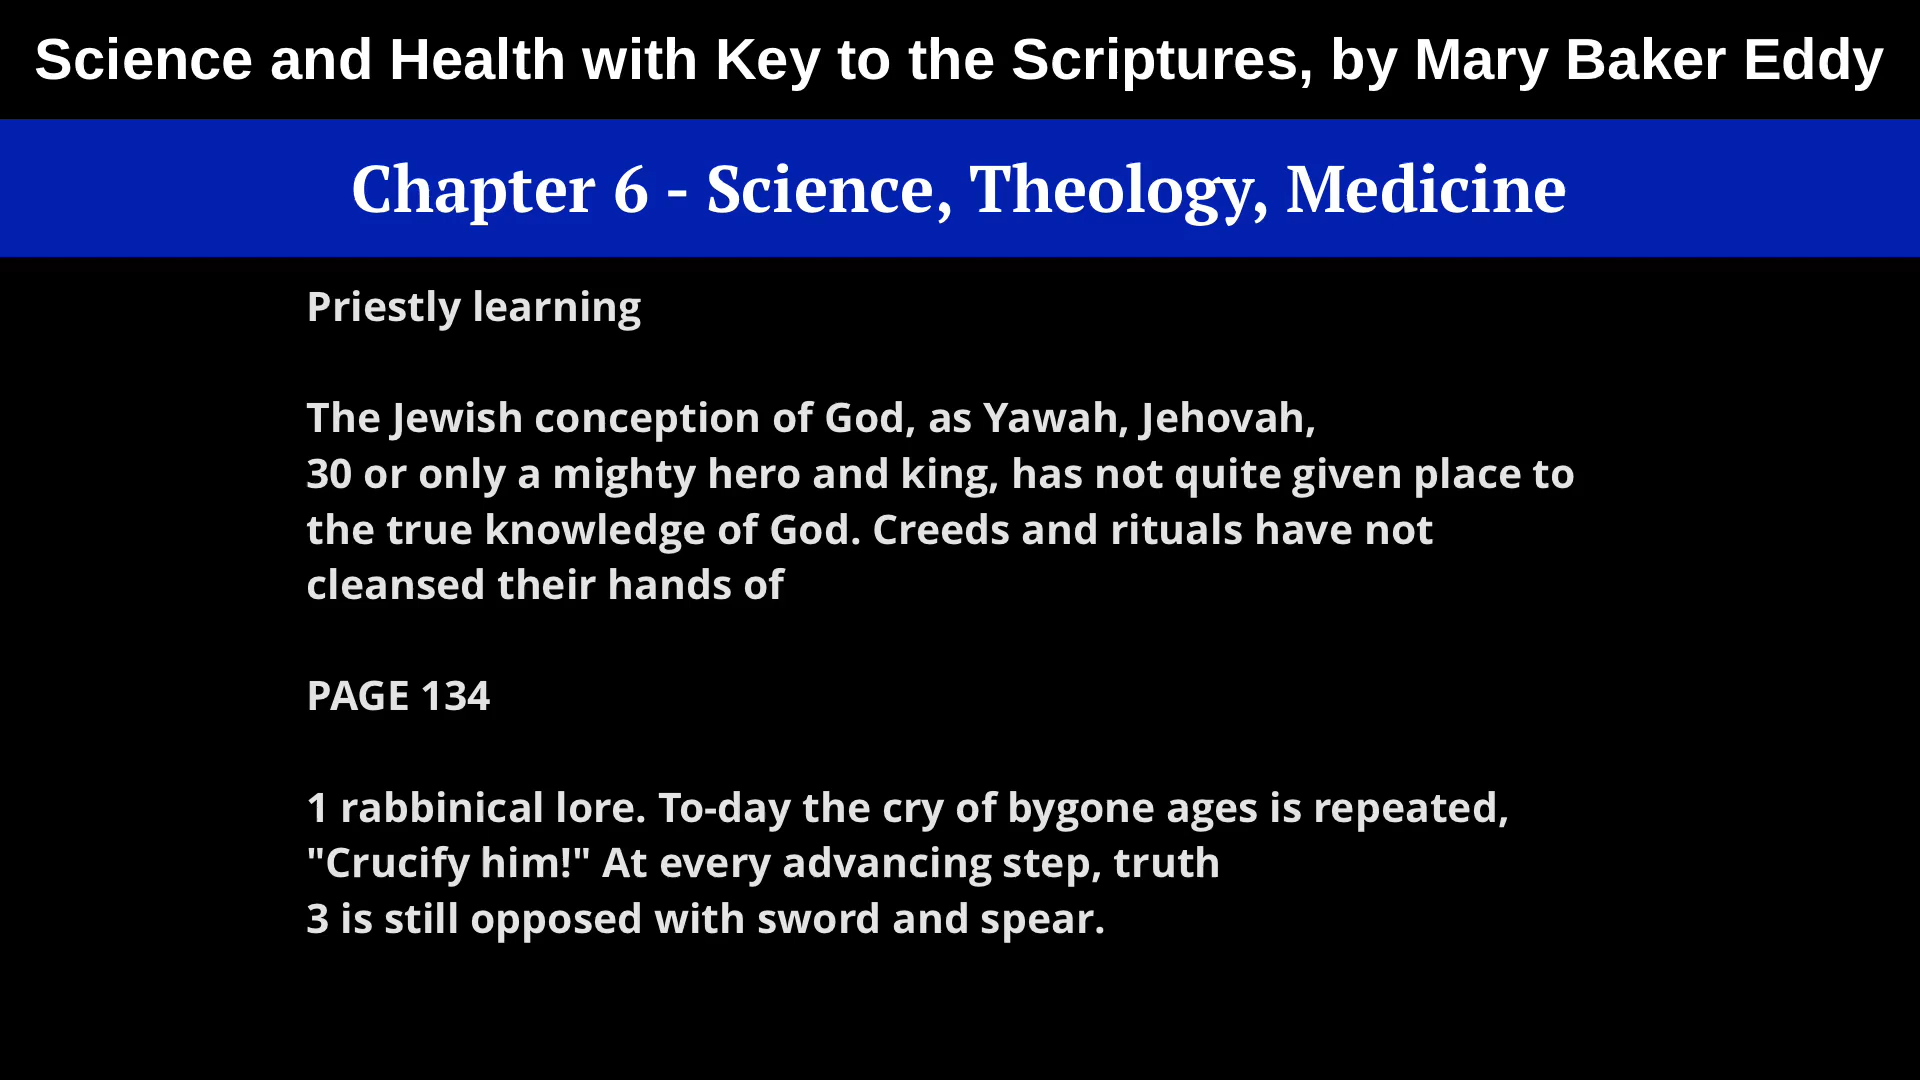 Science and Health with Key to the Scriptures, by Mary Baker Eddy
Chapter 6 - Science, Theology, Medicine
Priestly learning
The Jewish conception of God, as Yawah, Jehovah,
30 or only a mighty hero and king, has not quite given place to
the true knowledge of God. Creeds and rituals have not
cleansed their hands of
PAGE 134
1 rabbinical lore. To-day the cry of bygone ages is repeated,
"Crucify him!" At every advancing step, truth
3 is still opposed with sword and spear.